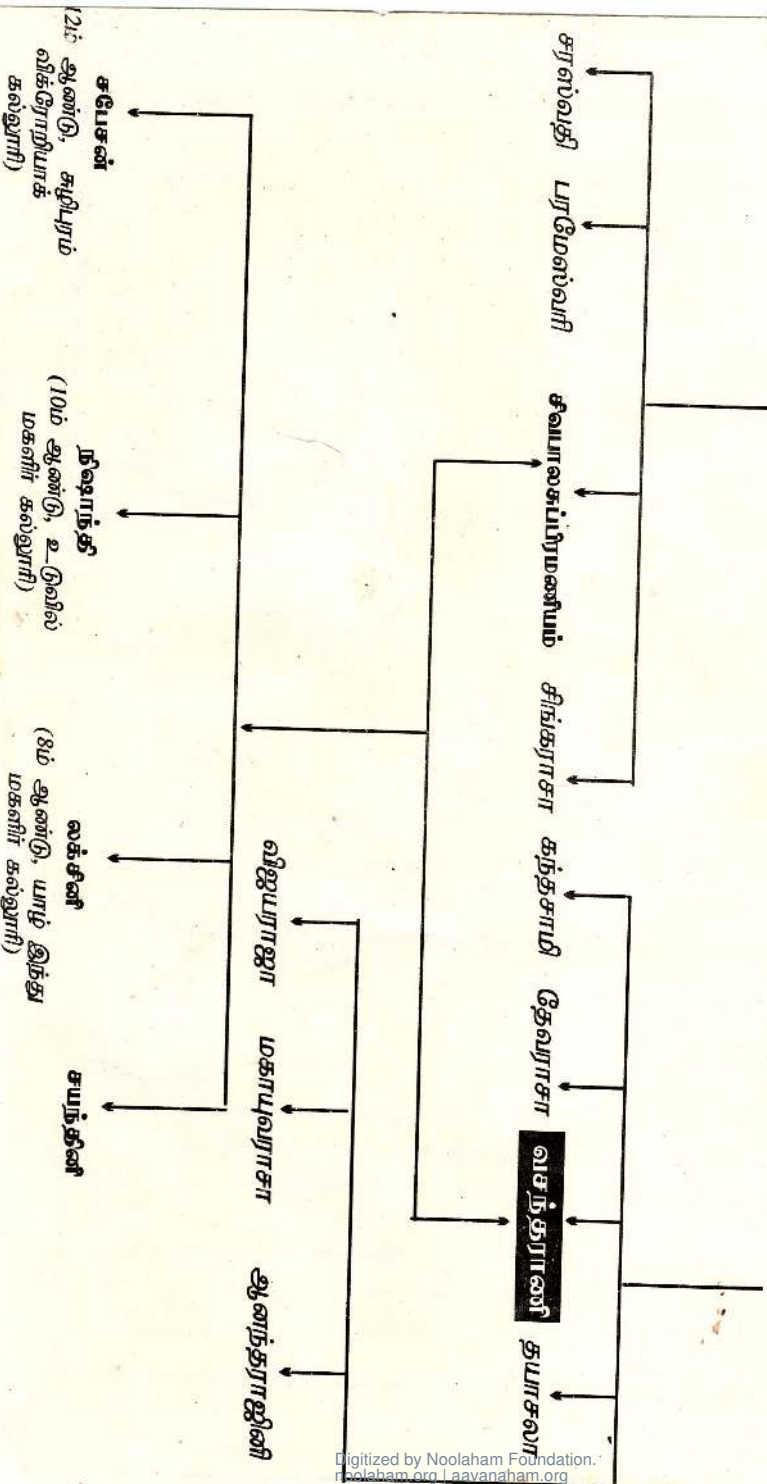 சரஸ்வதி பரமேஸ்வரி சிவபாலசுப்பிரமணியம் சிங்கராசா கந்தசாமி தேவராசா வசந்தராணி தயாசலா
விஜயராஜா மகாயுவராசா ஆனந்தராஜினி
சபேசன்
12ம் ஆண்டு, சுழிபுரம்
விக்ரோறியாக்
கல்லூரி)
நிஷாந்தி
(10ம் ஆண்டு, உடுவில்
மகளிர் கல்லூரி)
லக்சினி
(8ம் ஆண்டு, யாழ் இந்து
மகளிர் கல்லூரி)
சயந்தினி
Digitized by Noolaham Foundation.
noolaham.org | aavanaham.org